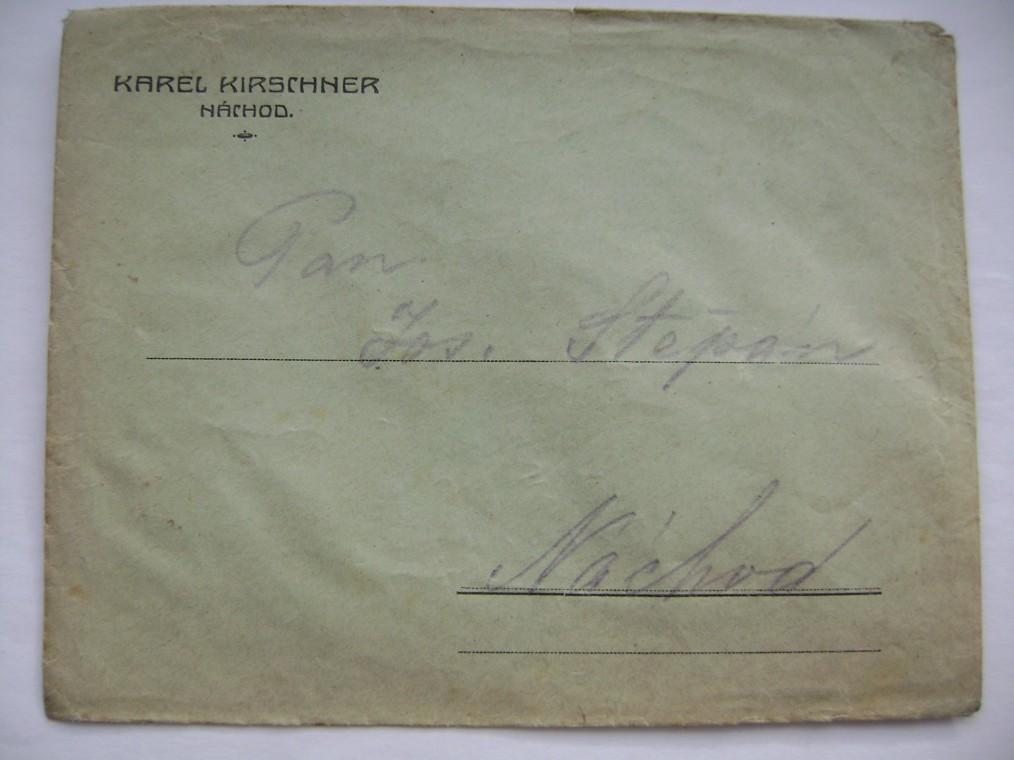 KAREL KIRSCHNER
NÁCHOD.
Pan
Jos. Štěpán
Náchod